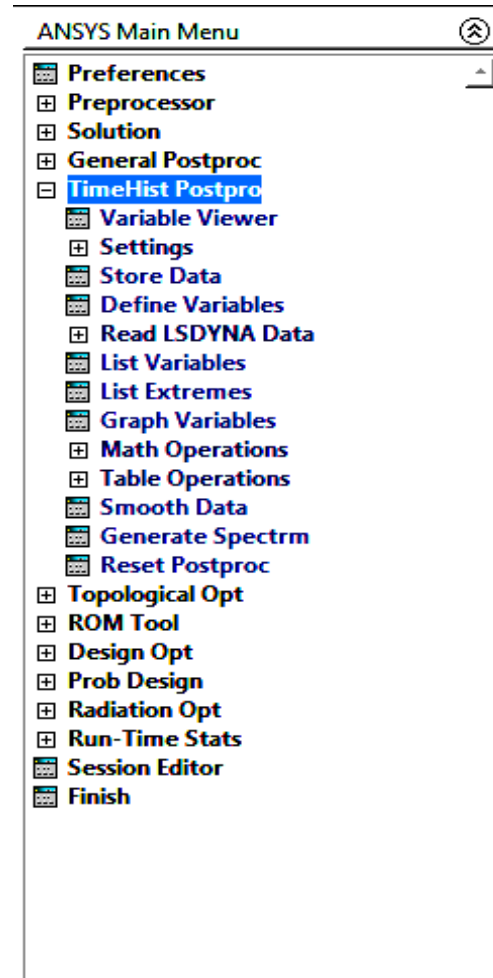 ANSYS Main Menu
Preferences
Preprocessor
Solution
General Postproc
TimeHist Postpro
Variable Viewer
Settings
Store Data
Define Variables
Read LSDYNA Data
List Variables
List Extremes
Graph Variables
Math Operations
Table Operations
Smooth Data
Generate Spectrm
Reset Postproc
Topological Opt
ROM Tool
Design Opt
Prob Design
Radiation Opt
Run-Time Stats
Session Editor
Finish